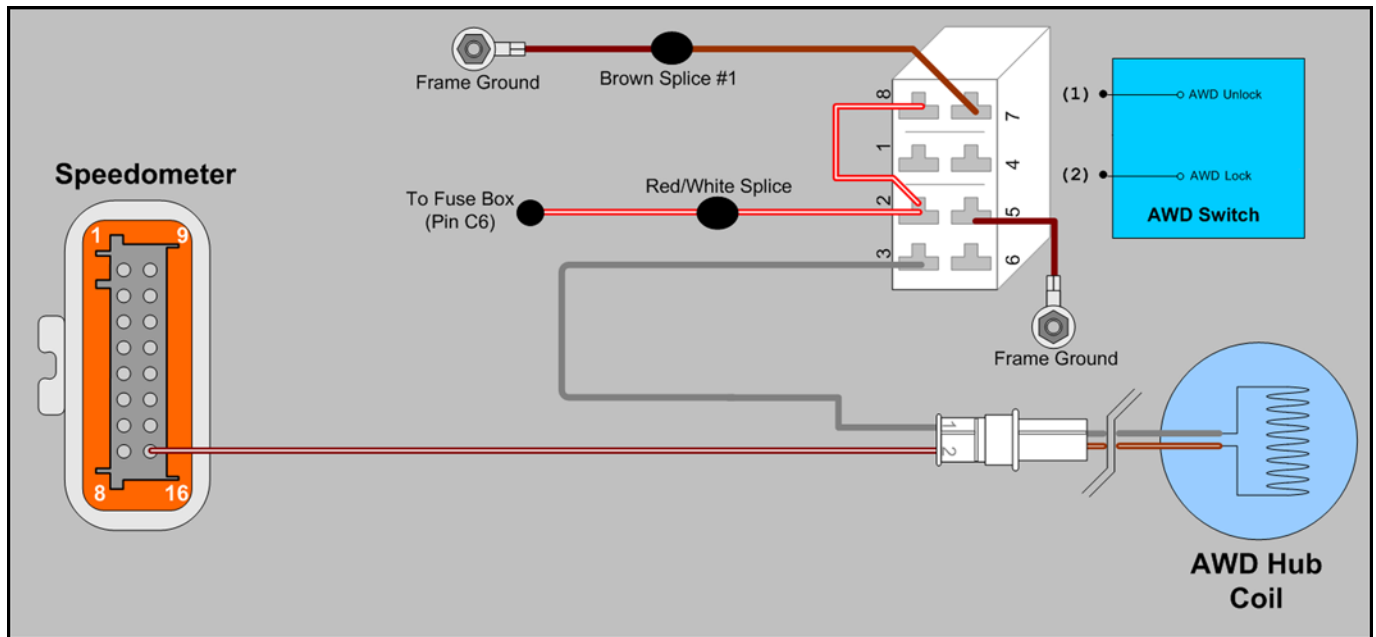 Frame Ground
Brown Splice #1
8
7
1
4
2
5
3
6
(1)
AWD Unlock
(2)
AWD Lock
AWD Switch
Speedometer
To Fuse Box
(Pin C6)
Red/White Splice
1
9
8
16
Frame Ground
1
2
AWD Hub
Coil